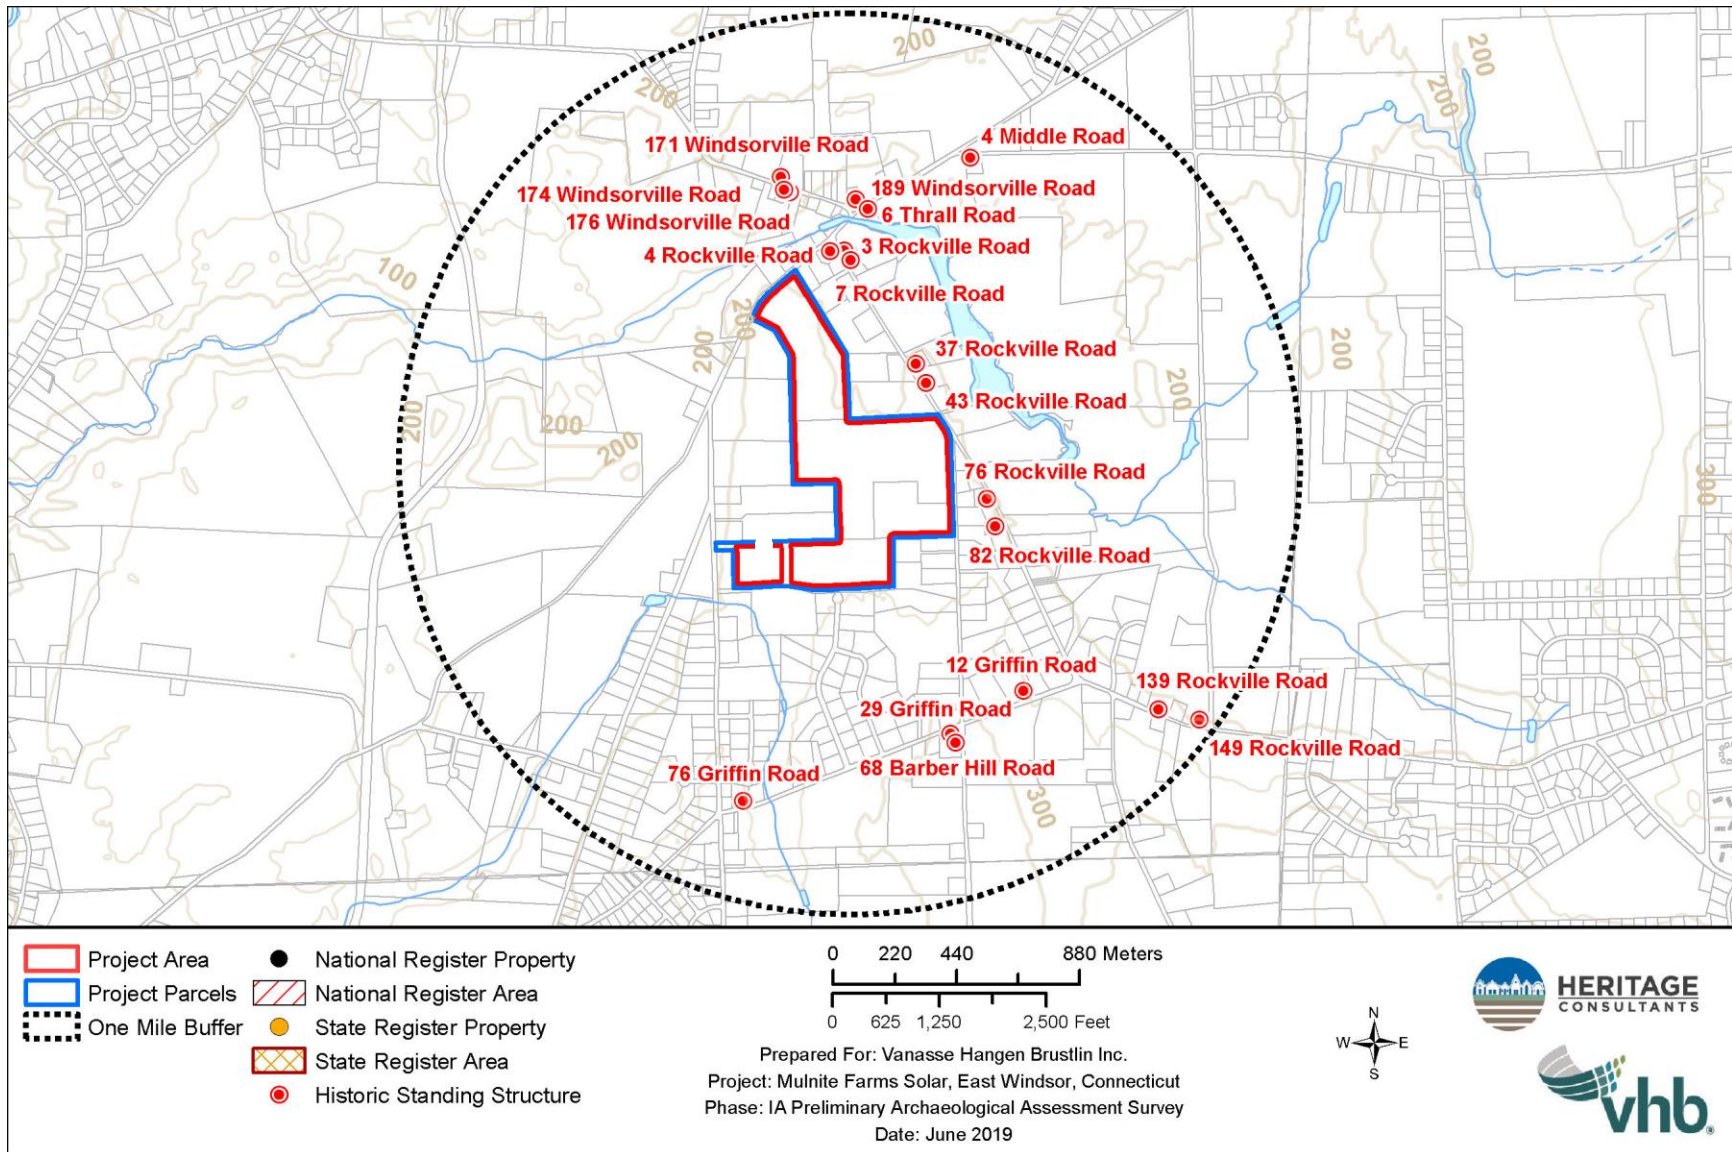 200
200
200
200
4 Middle Road
171 Windsorville Road
174 Windsorville Road
189 Windsorville Road
176 Windsorville Road
6 Thrall Road
4 Rockville Road
3 Rockville Road
100
7 Rockville Road
200
200
200
37 Rockville Road
200
43 Rockville Road
200
200
200
76 Rockville Road
300
82 Rockville Road
12 Griffin Road
139 Rockville Road
29 Griffin Road
149 Rockville Road
68 Barber Hill Road
76 Griffin Road
300
Project Area
Project Parcels
One Mile Buffer
National Register Property
National Register Area
State Register Property
State Register Area
Historic Standing Structure
0 220 440 880 Meters
0 625 1,250 2,500 Feet
Prepared For: Vanasse Hangen Brustlin Inc.
Project: Mulnite Farms Solar, East Windsor, Connecticut
Phase: IA Preliminary Archaeological Assessment Survey
Date: June 2019
N
W E
S
HERITAGE
CONSULTANTS
vhb®